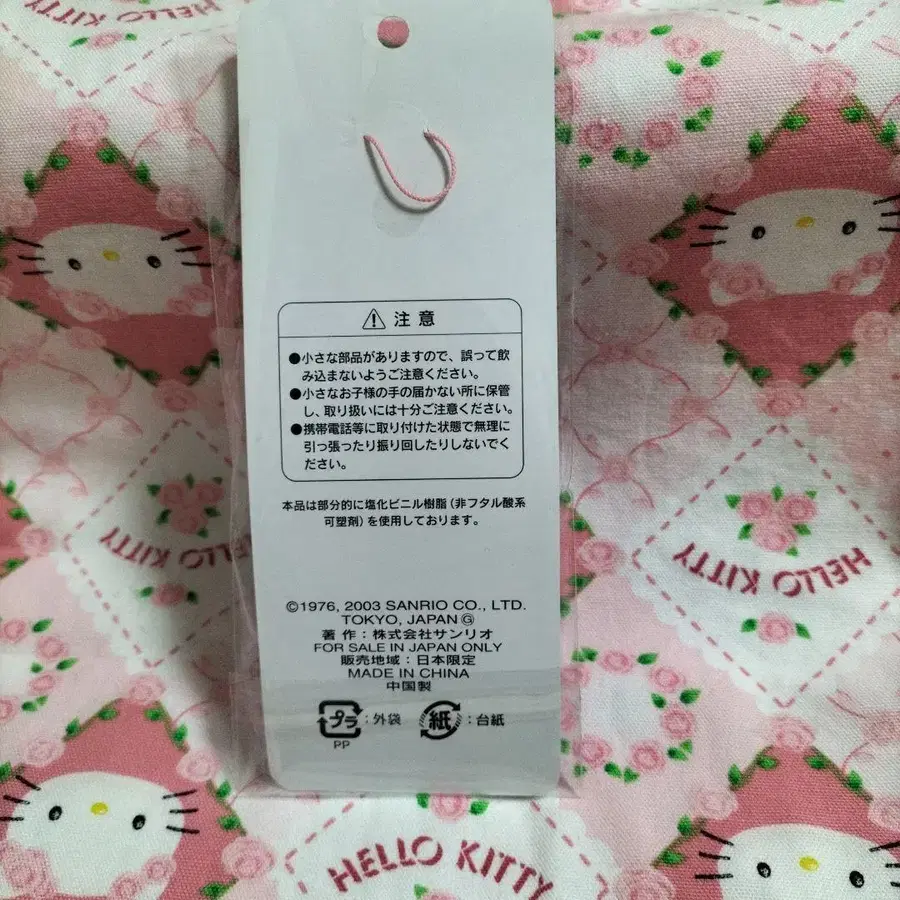 HELLO KITTY
HELLO KITTY
⚠ 注意
●小さな部品がありますので、誤って飲
み込まないようご注意ください。
●小さなお子様の手の届かない所に保管
し、取り扱いには十分ご注意ください。
●携帯電話等に取り付けた状態で無理に
引っ張ったり振り回したりしないでく
ださい。
本品は部分的に塩化ビニル樹脂(非フタル酸系
可塑剤)を使用しております。
HELLO KITTY
HELLO KITTY
©1976, 2003 SANRIO CO., LTD.
TOKYO, JAPAN Ⓖ
著作:株式会社サンリオ
FOR SALE IN JAPAN ONLY
販売地域:日本限定
MADE IN CHINA
中国製
プラ:外袋
紙:台紙
PP
HELLO KITTY